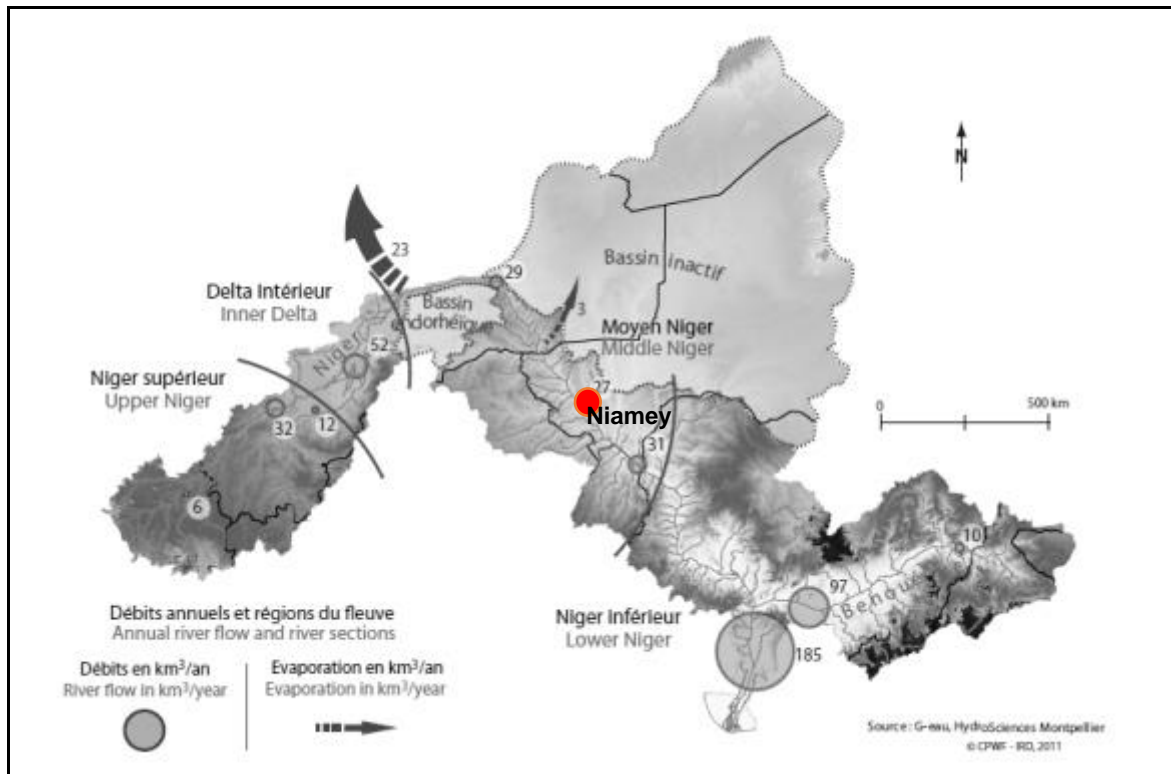 N
23
29
Bassin inactif
Delta Intérieur
Inner Delta
Bassin
endorhéique
3
Moyen Niger
Middle Niger
Niger
52
Niger supérieur
Upper Niger
27
Niamey
0
500 km
32
12
31
6
10
97
Benoué
Débits annuels et régions du fleuve
Annual river flow and river sections
Niger inférieur
Lower Niger
185
Débits en km³/an
River flow in km³/year
Evaporation en km³/an
Evaporation in km³/year
Source : G-eau, HydroSciences Montpellier
© CPWF - IRD, 2011